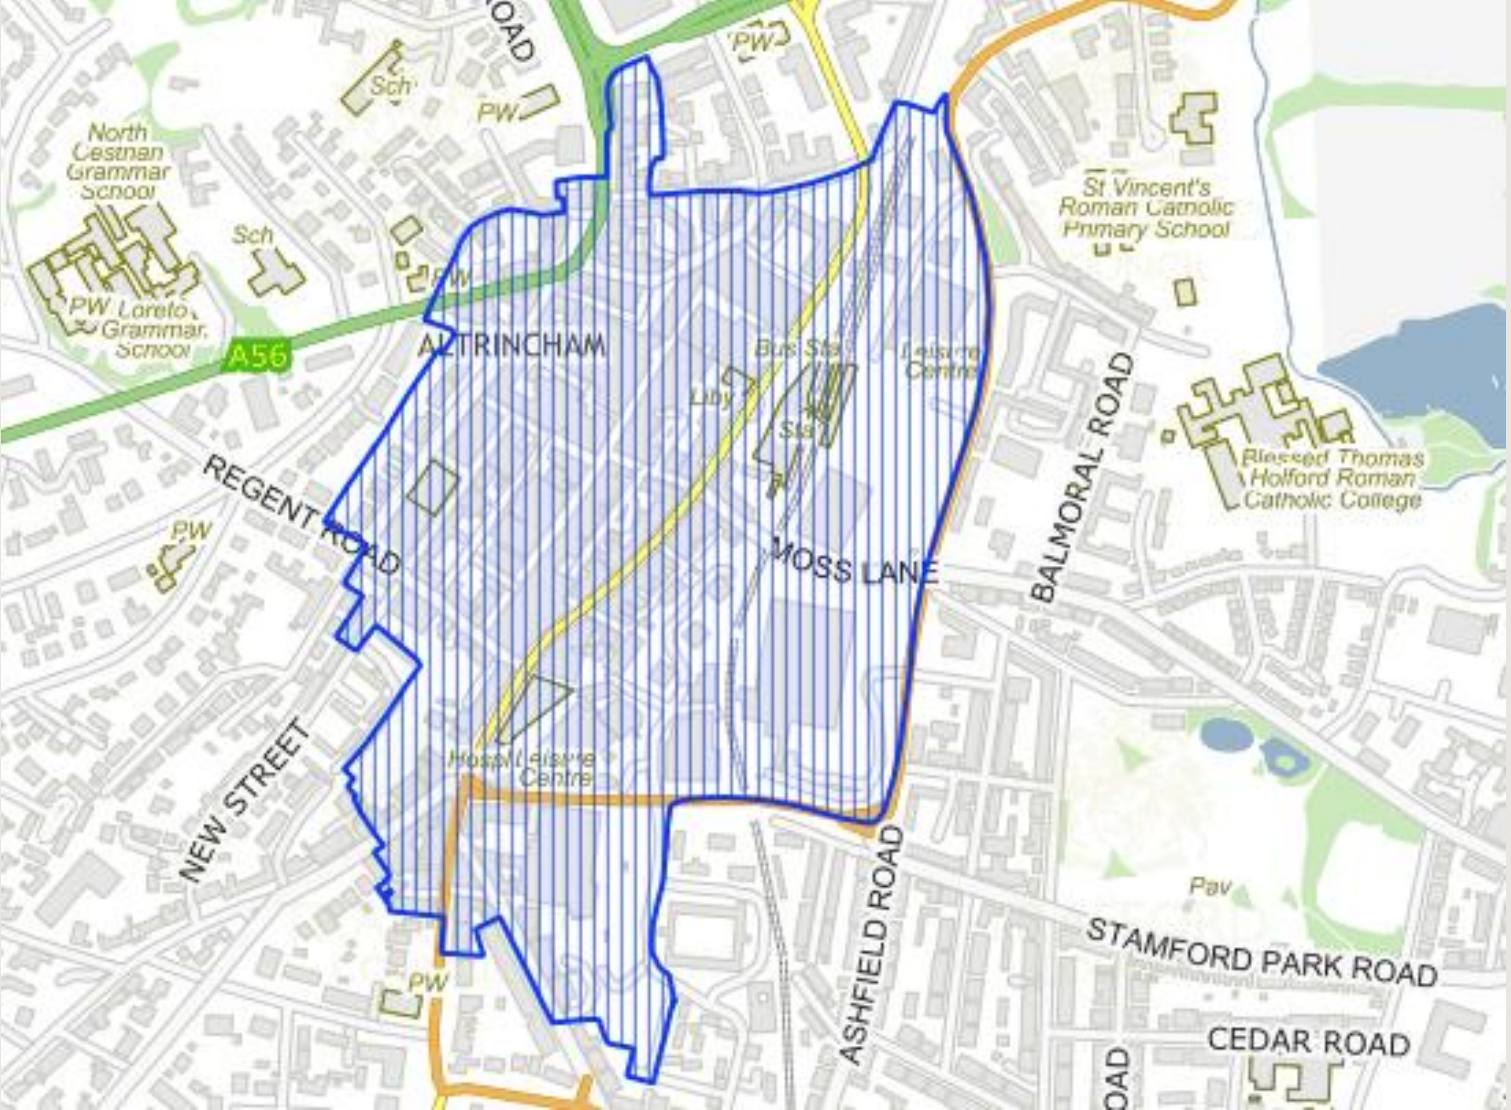 ROAD
PW
Sch
PW
North
Cestrian
Grammar
School
St Vincent's
Roman Catholic
Primary School
Sch
PW
PW Loreto
Grammar
School
A56
ALTRINCHAM
Bus Sta
Leisure
Centre
Liby
Sta
BALMORAL ROAD
REGENT ROAD
PW
Blessed Thomas
Holford Roman
Catholic College
MOSS LANE
NEW STREET
Hospl
Leisure
Centre
ASHFIELD ROAD
Pav
STAMFORD PARK ROAD
PW
CEDAR ROAD
OAD